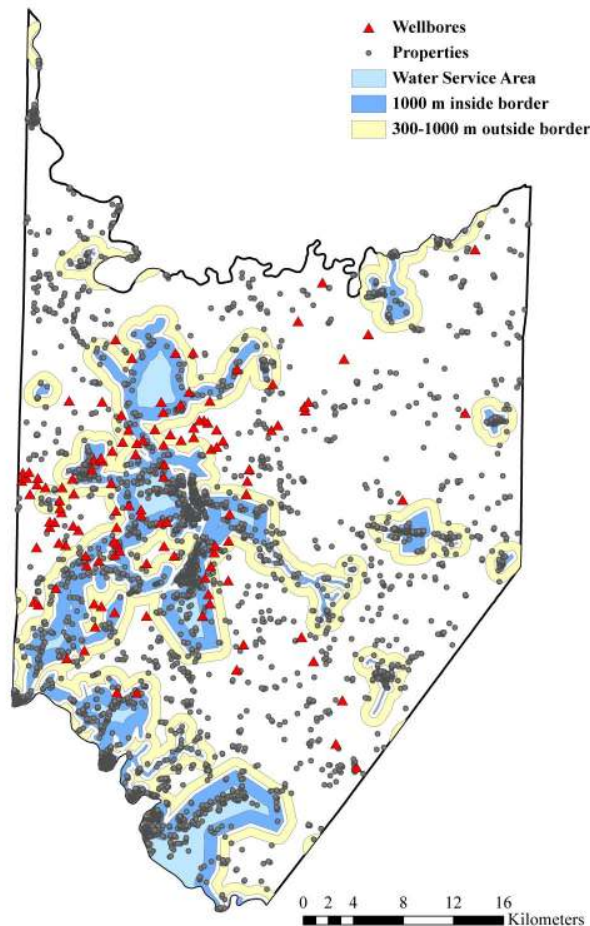 Wellbores
Properties
Water Service Area
1000 m inside border
300-1000 m outside border
0 1 2 4 8 12 16
Kilometers